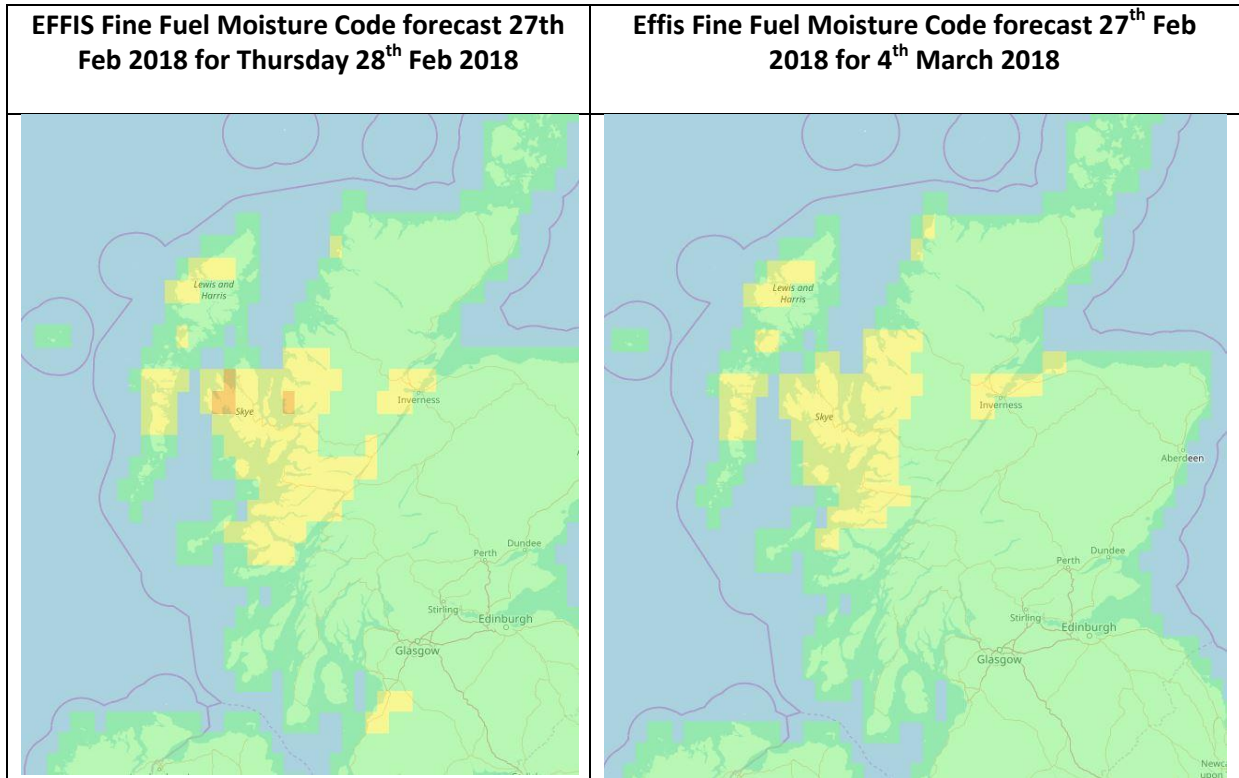 EFFIS Fine Fuel Moisture Code forecast 27th
Feb 2018 for Thursday 28th Feb 2018
Effis Fine Fuel Moisture Code forecast 27th Feb
2018 for 4th March 2018
Lewis and
Harris
Skye
Inverness
Perth
Dundee
Stirling
Edinburgh
Glasgow
Lewis and
Harris
Skye
Inverness
Aberdeen
Perth
Dundee
Stirling
Edinburgh
Glasgow
Newca
upon